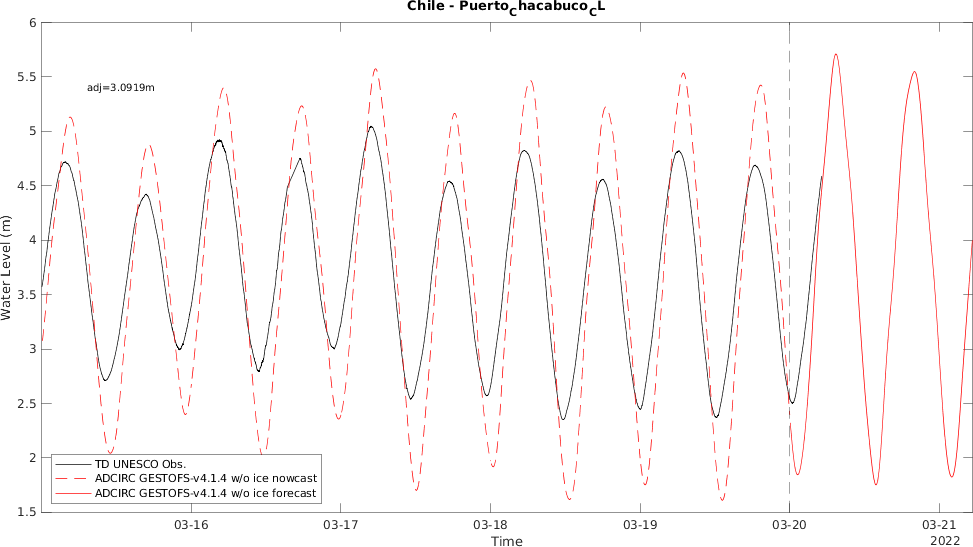 Chile - Puerto_Chacabuco_CL
6
5.5
5
4.5
4
3.5
3
2.5
2
1.5
Water Level (m)
adj=3.0919m
TD UNESCO Obs.
ADCIRC GESTOFS-v4.1.4 w/o ice nowcast
ADCIRC GESTOFS-v4.1.4 w/o ice forecast
03-16
03-17
03-18
03-19
03-20
03-21
Time
2022